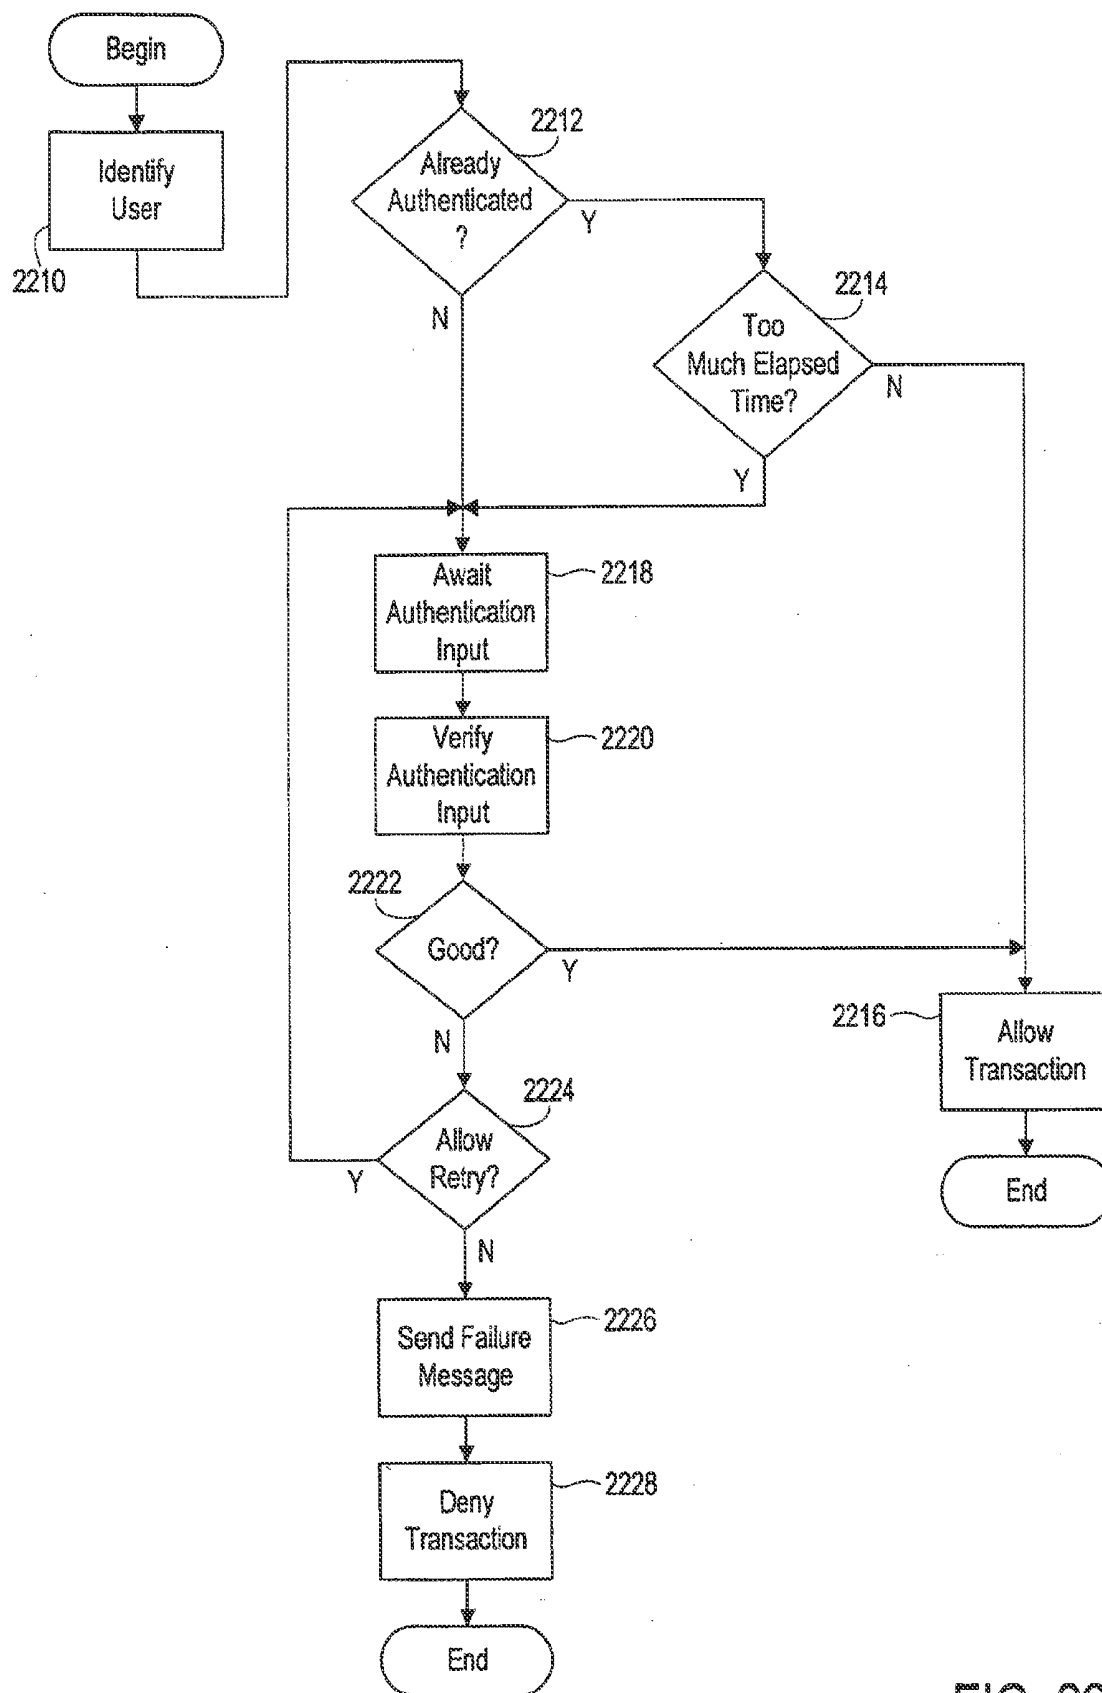 Begin
Identify
User
2210
2212
Already
Authenticated
?
Y
N
2214
Too
Much Elapsed
Time?
N
Y
Await
Authentication
Input
2218
Verify
Authentication
Input
2220
2222
Good?
Y
N
2216
Allow
Transaction
End
2224
Allow
Retry?
Y
N
Send Failure
Message
2226
Deny
Transaction
2228
End